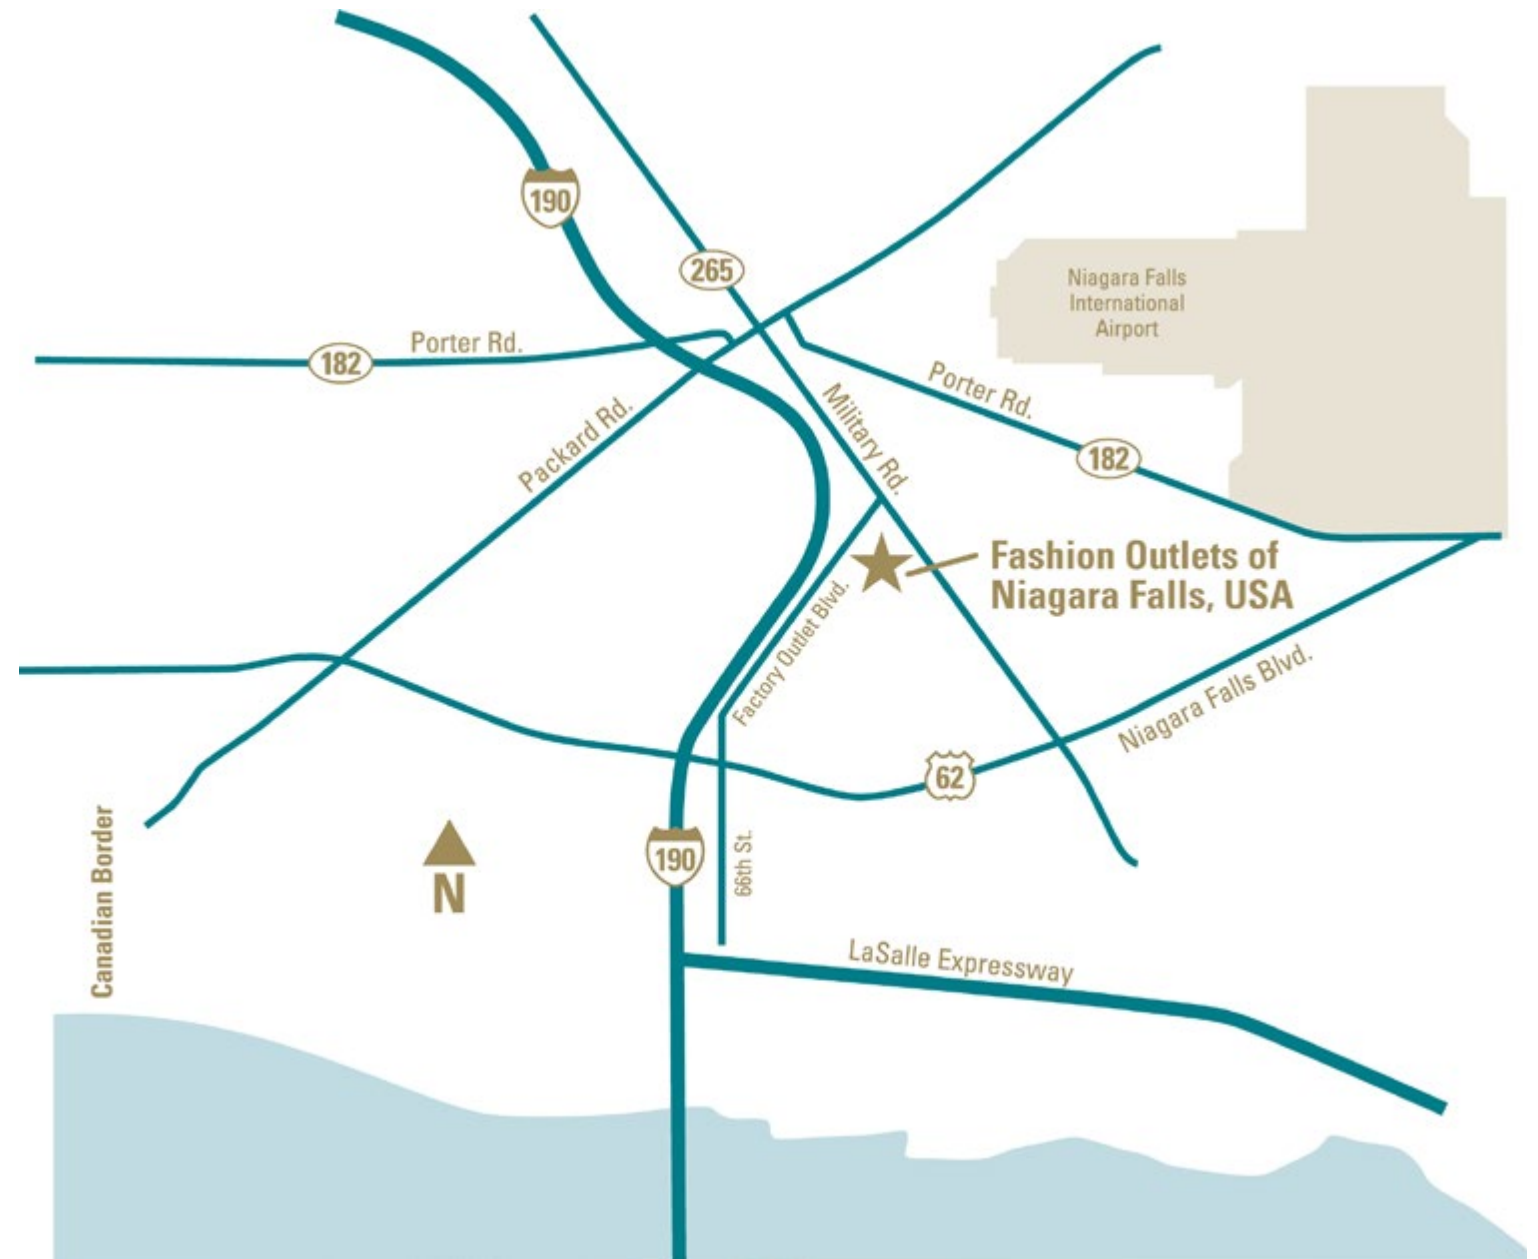 190
265
Niagara Falls
International
Airport
Porter Rd.
182
Porter Rd.
Military Rd.
Packard Rd.
182
Fashion Outlets of
Niagara Falls, USA
Factory Outlet Blvd.
Niagara Falls Blvd.
62
Canadian Border
N
190
66th St.
LaSalle Expressway